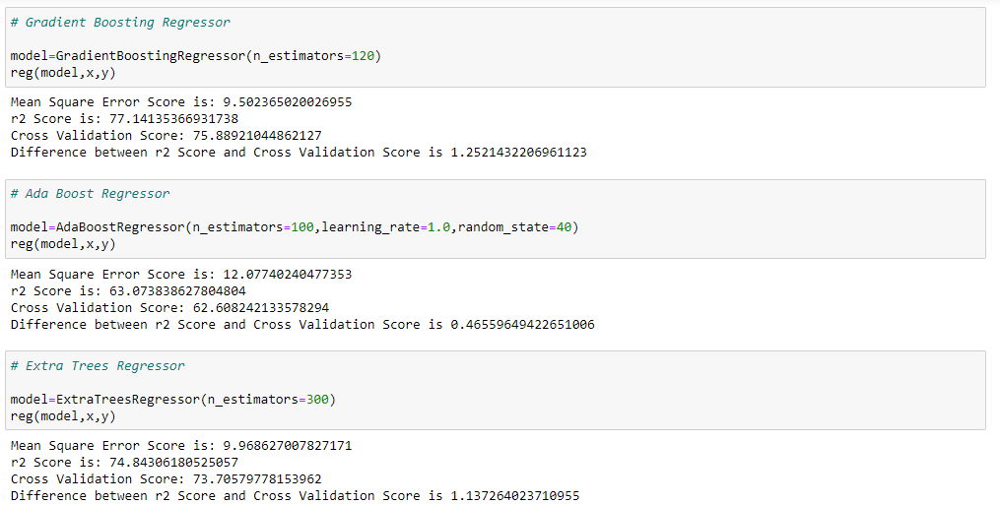 # Gradient Boosting Regressor
model=GradientBoostingRegressor(n_estimators=120)
reg(model,x,y)
Mean Square Error Score is: 9.502365020026955
r2 Score is: 77.14135366931738
Cross Validation Score: 75.88921044862127
Difference between r2 Score and Cross Validation Score is 1.2521432206961123
# Ada Boost Regressor
model=AdaBoostRegressor(n_estimators=100,learning_rate=1.0,random_state=40)
reg(model,x,y)
Mean Square Error Score is: 12.07740240477353
r2 Score is: 63.073838627804804
Cross Validation Score: 62.608242133578294
Difference between r2 Score and Cross Validation Score is 0.46559649422651006
# Extra Trees Regressor
model=ExtraTreesRegressor(n_estimators=300)
reg(model,x,y)
Mean Square Error Score is: 9.968627007827171
r2 Score is: 74.84306180525057
Cross Validation Score: 73.70579778153962
Difference between r2 Score and Cross Validation Score is 1.137264023710955